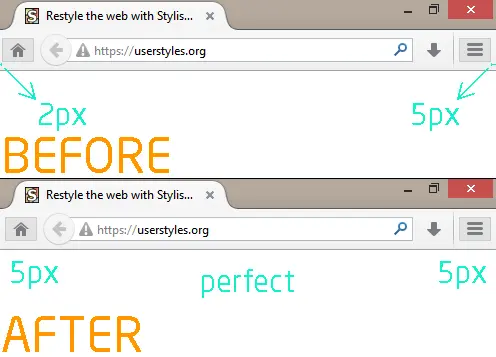 S Restyle the web with Stylis... ×
https://userstyles.org
2px 5px
BEFORE
S Restyle the web with Stylis... ×
https://userstyles.org
5px perfect 5px
AFTER